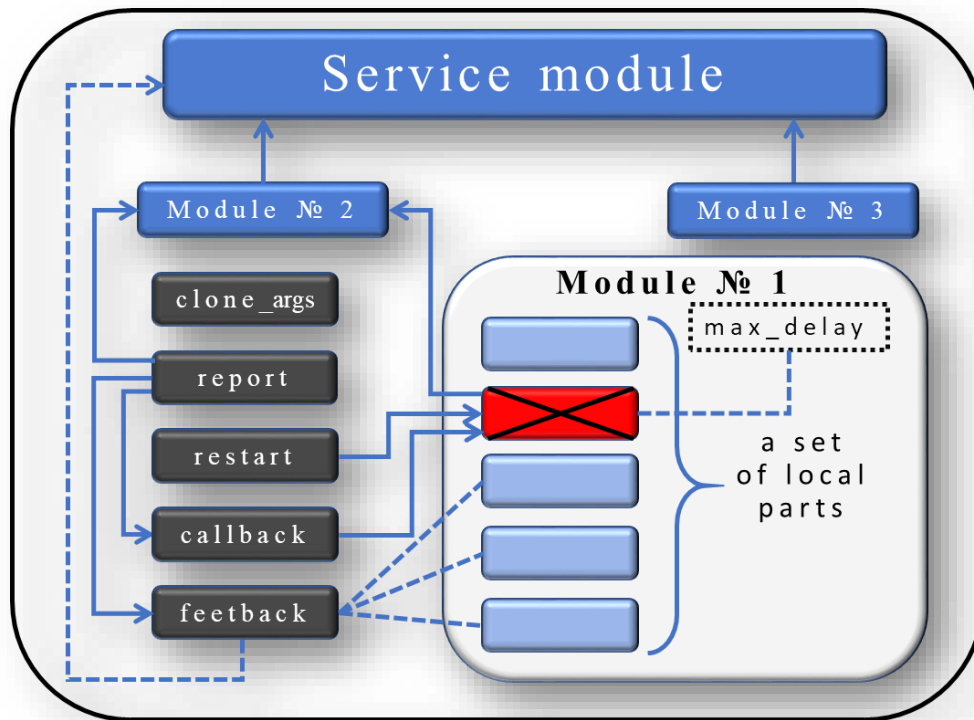 Service module
Module № 2
Module № 3
clone_args
report
restart
callback
feetback
Module № 1
max_delay
a set
of local
parts